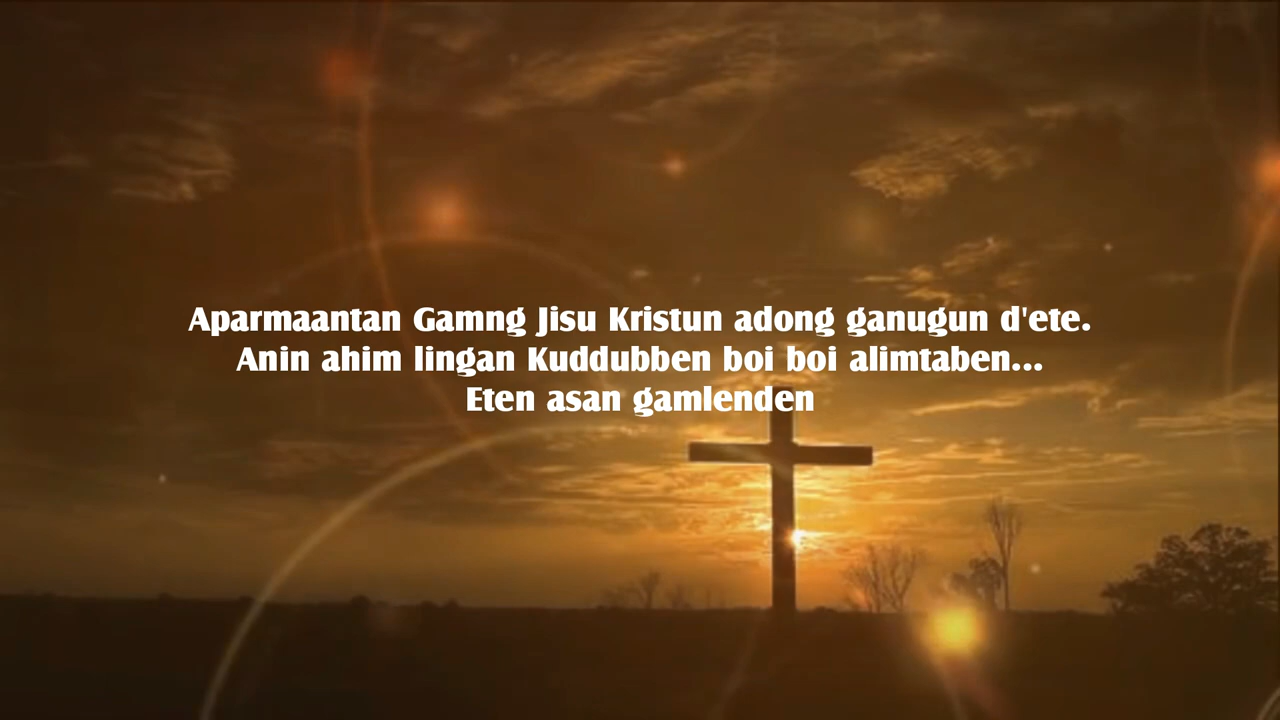 Aparmaantan Gamng Jisu Kristun adong ganugun d'ete.
Anin ahim lingan Kuddubben boi boi alimtaben...
Eten asan gamlenden